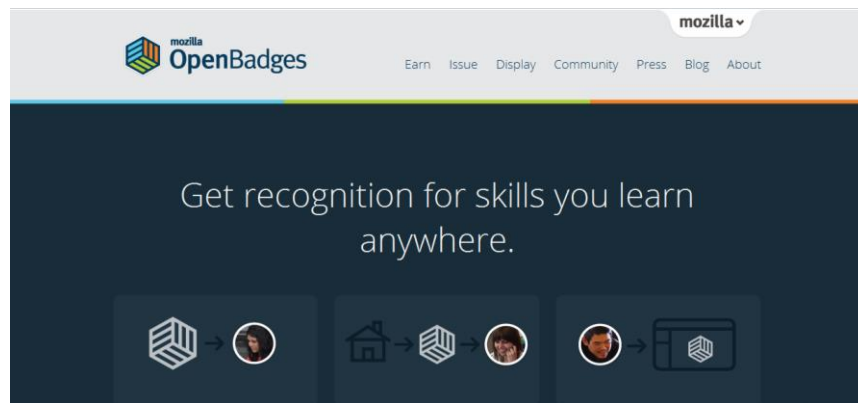 mozilla
mozilla
OpenBadges
Earn Issue Display Community Press Blog About
Get recognition for skills you learn
anywhere.